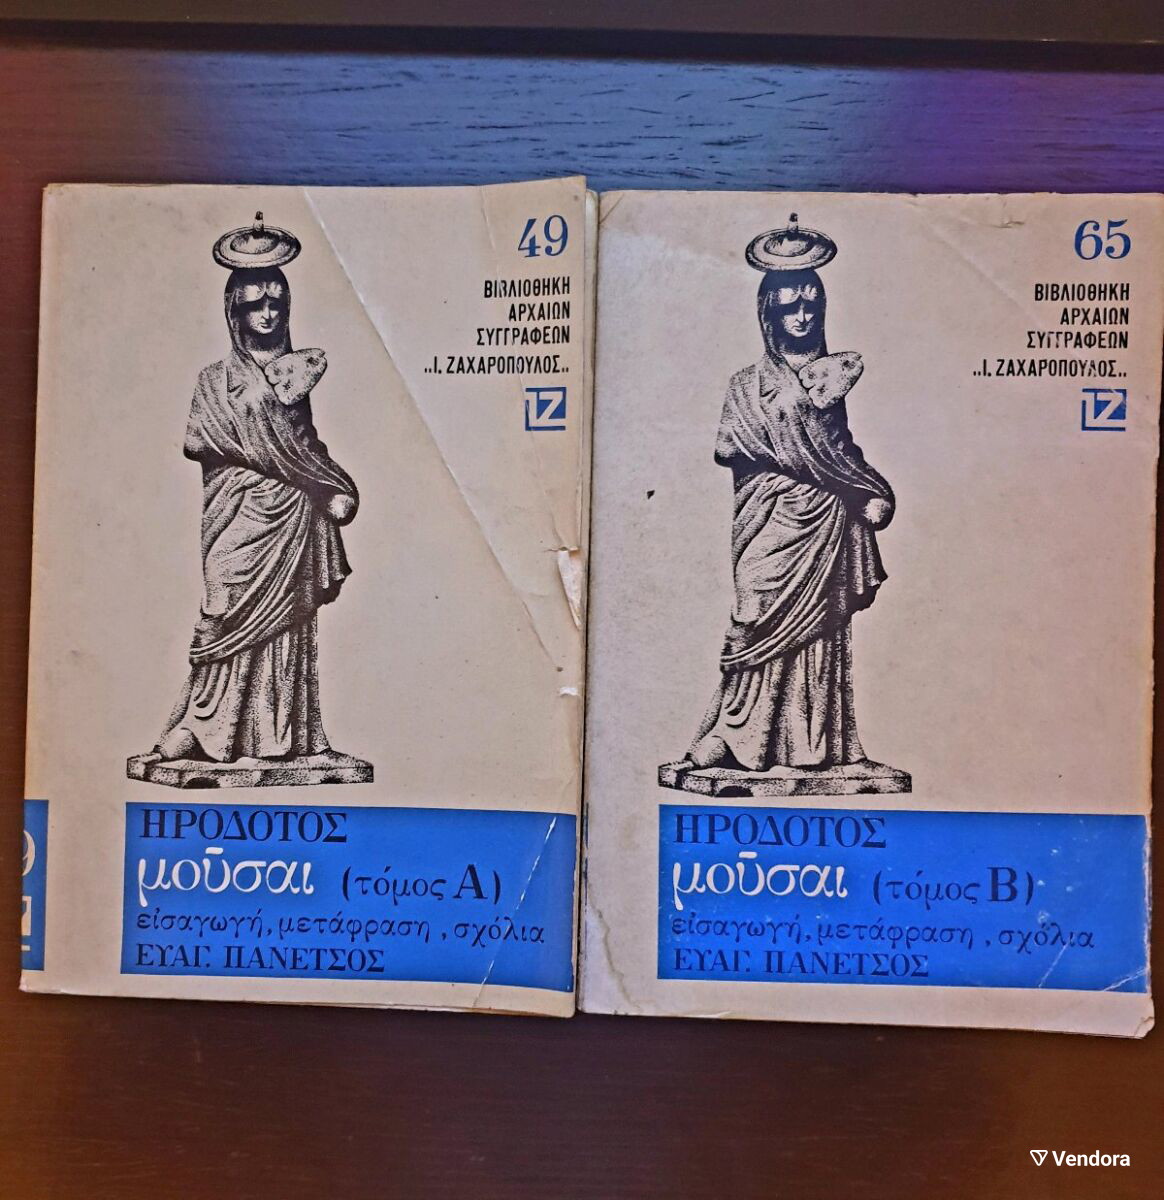 49
ΒΙΒΛΙΟΘΗΚΗ
ΑΡΧΑΙΩΝ
ΣΥΓΓΡΑΦΕΩΝ
„Ι. ΖΑΧΑΡΟΠΟΥΛΟΣ„
ΙΖ
ΗΡΟΔΟΤΟΣ
μοῦσαι (τόμος Α)
εἰσαγωγή, μετάφραση, σχόλια
ΕΥΑΓ. ΠΑΝΕΤΣΟΣ
65
ΒΙΒΛΙΟΘΗΚΗ
ΑΡΧΑΙΩΝ
ΣΥΓΓΡΑΦΕΩΝ
„Ι. ΖΑΧΑΡΟΠΟΥΛΟΣ„
ΙΖ
ΗΡΟΔΟΤΟΣ
μοῦσαι (τόμος Β)
εἰσαγωγή, μετάφραση, σχόλια
ΕΥΑΓ. ΠΑΝΕΤΣΟΣ
Vendora